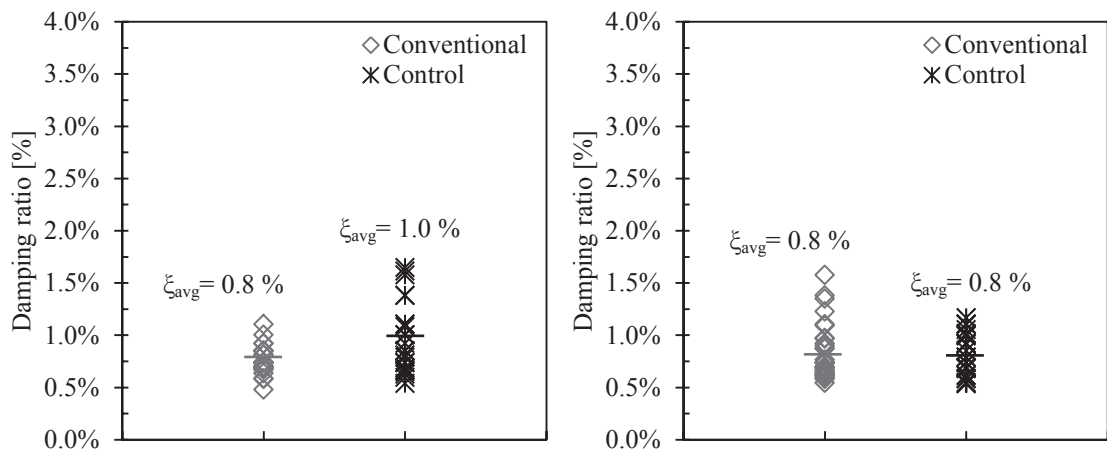 4.0%
3.5%
3.0%
2.5%
2.0%
1.5%
1.0%
0.5%
0.0%
Damping ratio [%]
Conventional
Control
ξavg= 0.8 %
ξavg= 1.0 %
4.0%
3.5%
3.0%
2.5%
2.0%
1.5%
1.0%
0.5%
0.0%
Damping ratio [%]
Conventional
Control
ξavg= 0.8 %
ξavg= 0.8 %